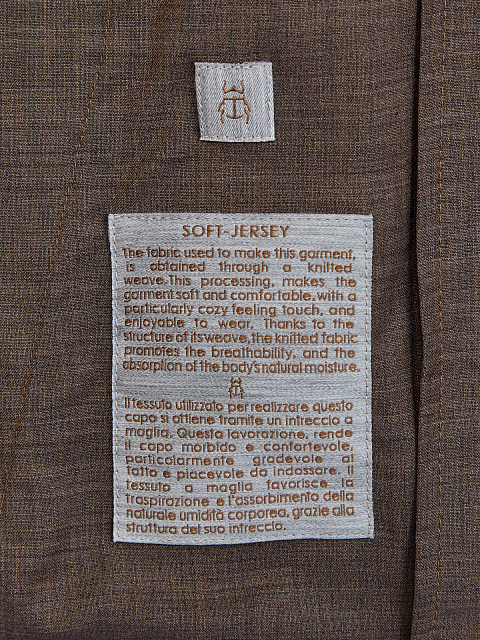 SOFT-JERSEY
The fabric used to make this garment,
is obtained through a knitted
weave. This processing, makes the
garment soft and comfortable, with a
particularly cozy feeling touch, and
enjoyable to wear. Thanks to the
structure of its weave, the knitted fabric
promotes the breathability, and the
absorption of the body's natural moisture.
Il tessuto utilizzato per realizzare questo
capo si ottiene tramite un intreccio a
maglia. Questa lavorazione, rende
il capo morbido e confortevole,
particolarmente gradevole al
tatto e piacevole da indossare. Il
tessuto a maglia favorisce la
traspirazione e l'assorbimento della
naturale umidità corporea, grazie alla
struttura del suo intreccio.